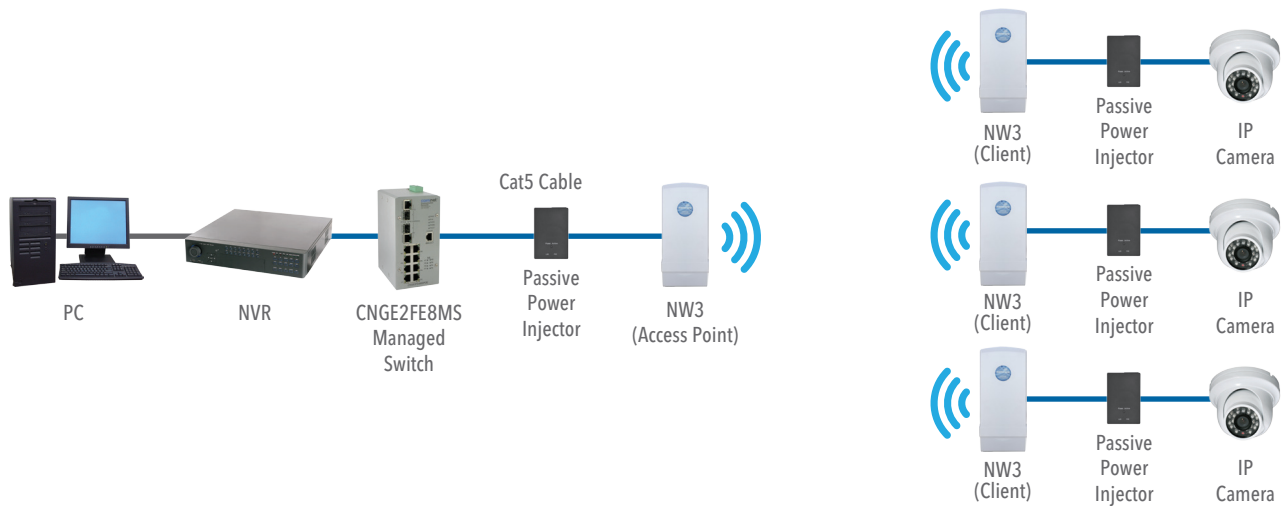 PC
NVR
CNGE2FE8MS
Managed
Switch
Cat5 Cable
Passive
Power
Injector
NW3
(Access Point)
NW3
(Client)
Passive
Power
Injector
IP
Camera
NW3
(Client)
Passive
Power
Injector
IP
Camera
NW3
(Client)
Passive
Power
Injector
IP
Camera